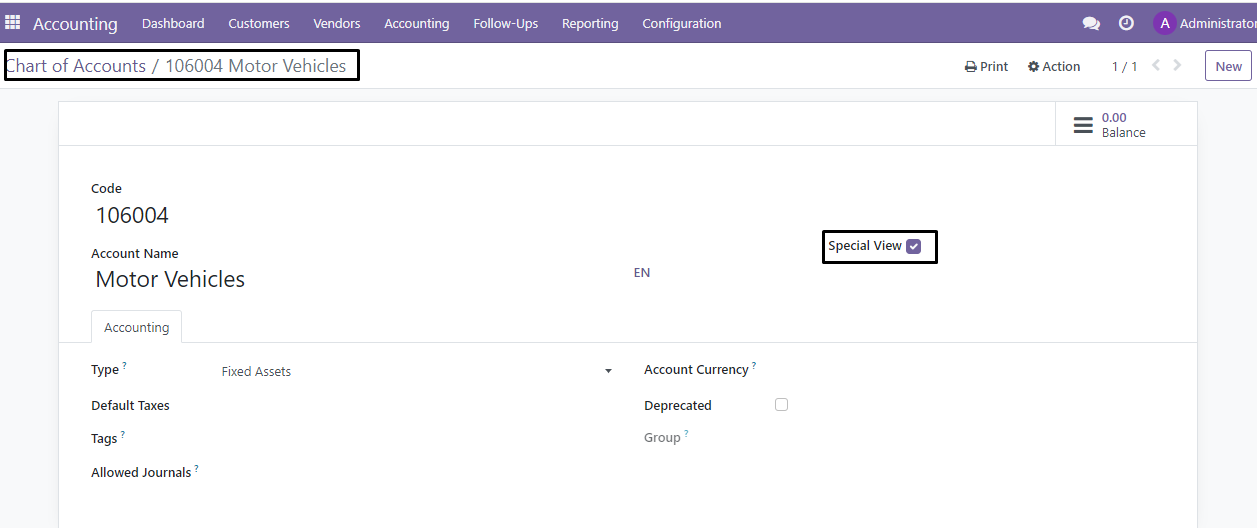 Accounting Dashboard Customers Vendors Accounting Follow-Ups Reporting Configuration A Administrator
Chart of Accounts / 106004 Motor Vehicles Print Action 1 / 1 New
0.00
Balance
Code
106004
Special View
Account Name
Motor Vehicles EN
Accounting
Type ? Fixed Assets Account Currency ?
Default Taxes Deprecated
Tags ? Group ?
Allowed Journals ?